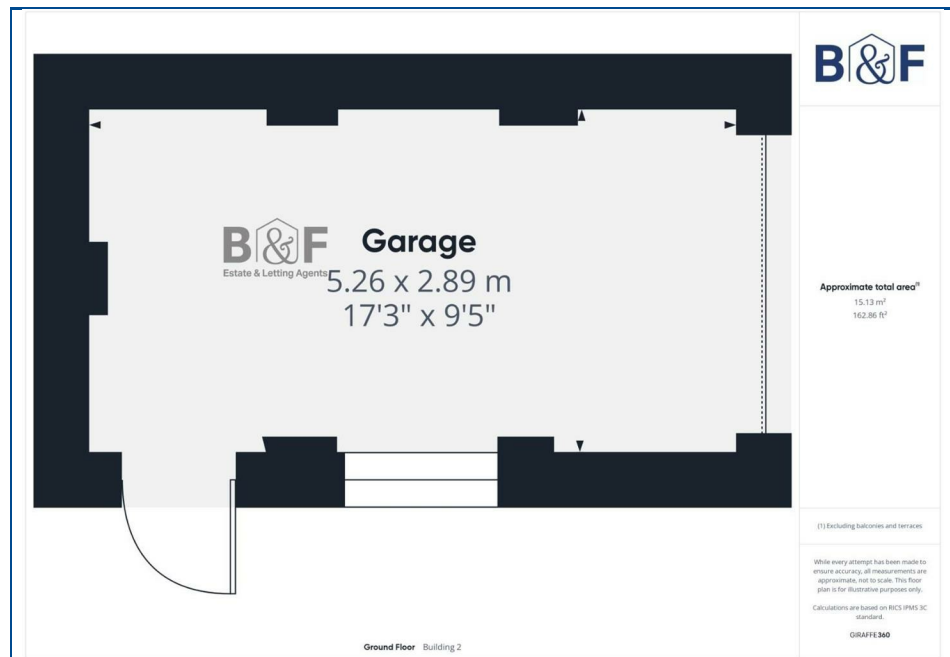 B&F
Estate & Letting Agents
Garage
5.26 x 2.89 m
17'3" x 9'5"
Ground Floor Building 2
B&F
Approximate total area⁽¹⁾
15.13 m²
162.86 ft²
(1) Excluding balconies and terraces
While every attempt has been made to
ensure accuracy, all measurements are
approximate, not to scale. This floor
plan is for illustrative purposes only.
Calculations are based on RICS IPMS 3C
standard.
GIRAFFE360